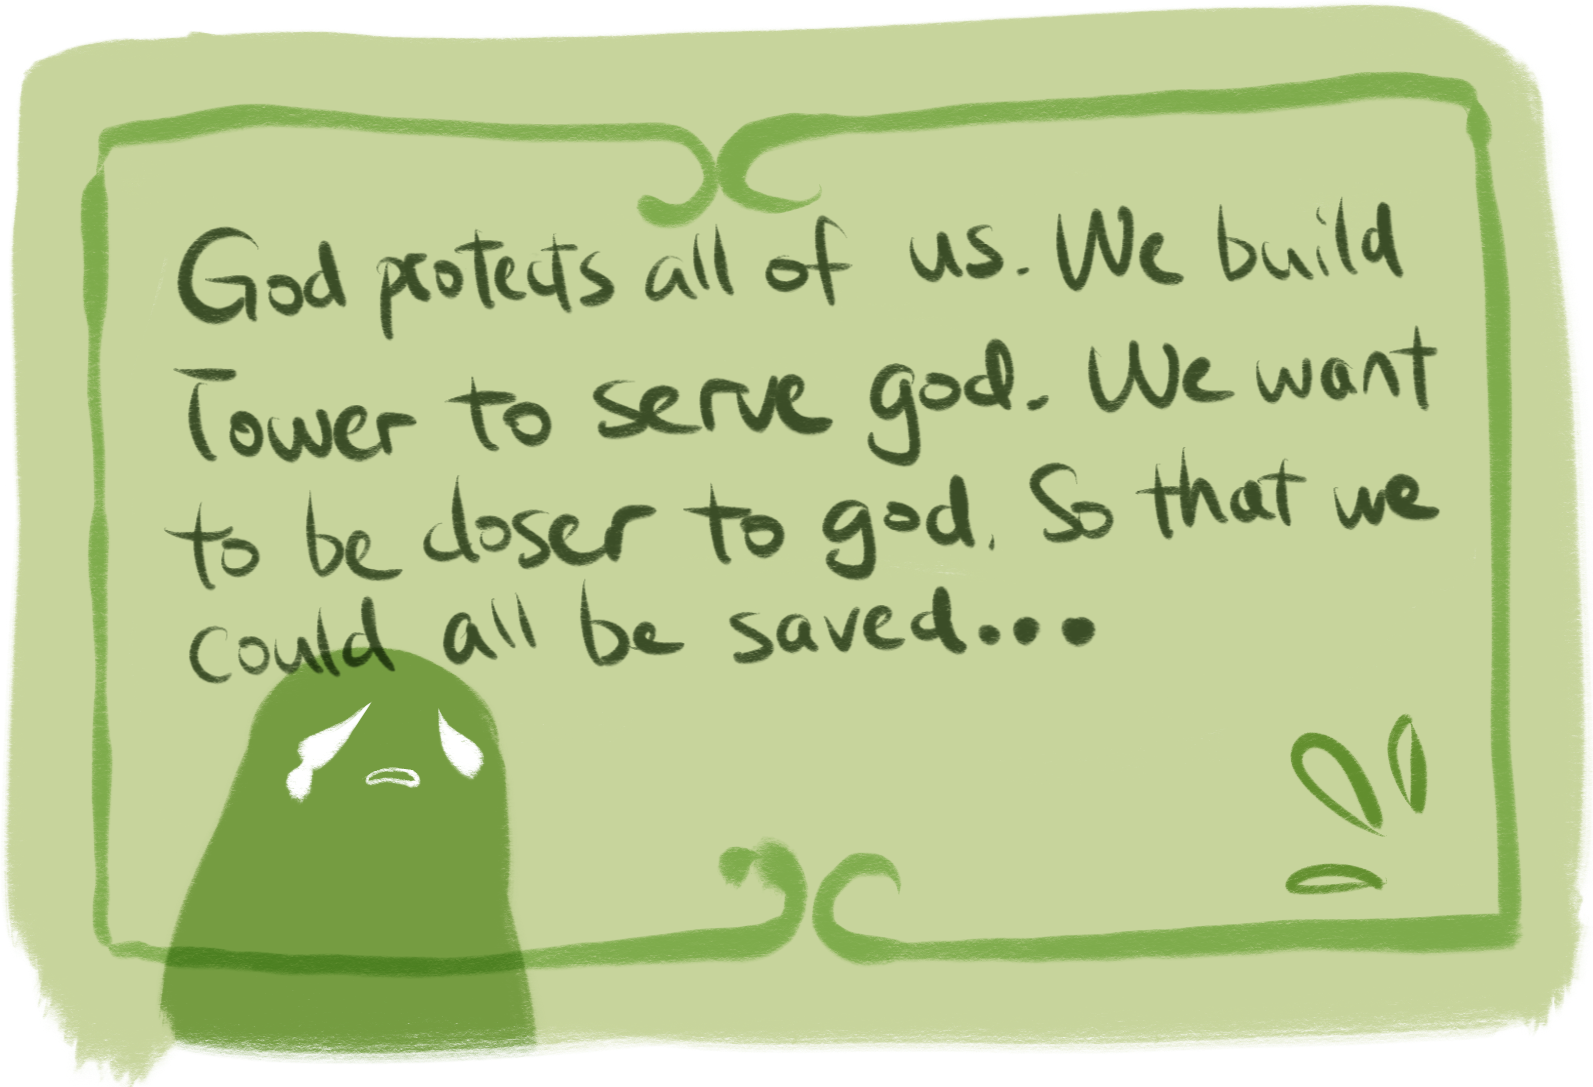 God protects all of us. We build
Tower to serve god. We want
to be closer to god. So that we
could all be saved...